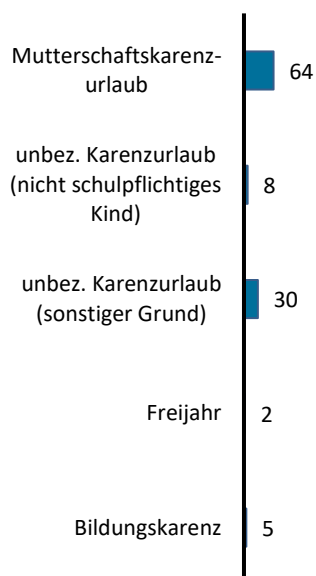 Mutterschaftskarenz-
urlaub
64
unbez. Karenzurlaub
(nicht schulpflichtiges
Kind)
8
unbez. Karenzurlaub
(sonstiger Grund)
30
Freijahr
2
Bildungskarenz
5